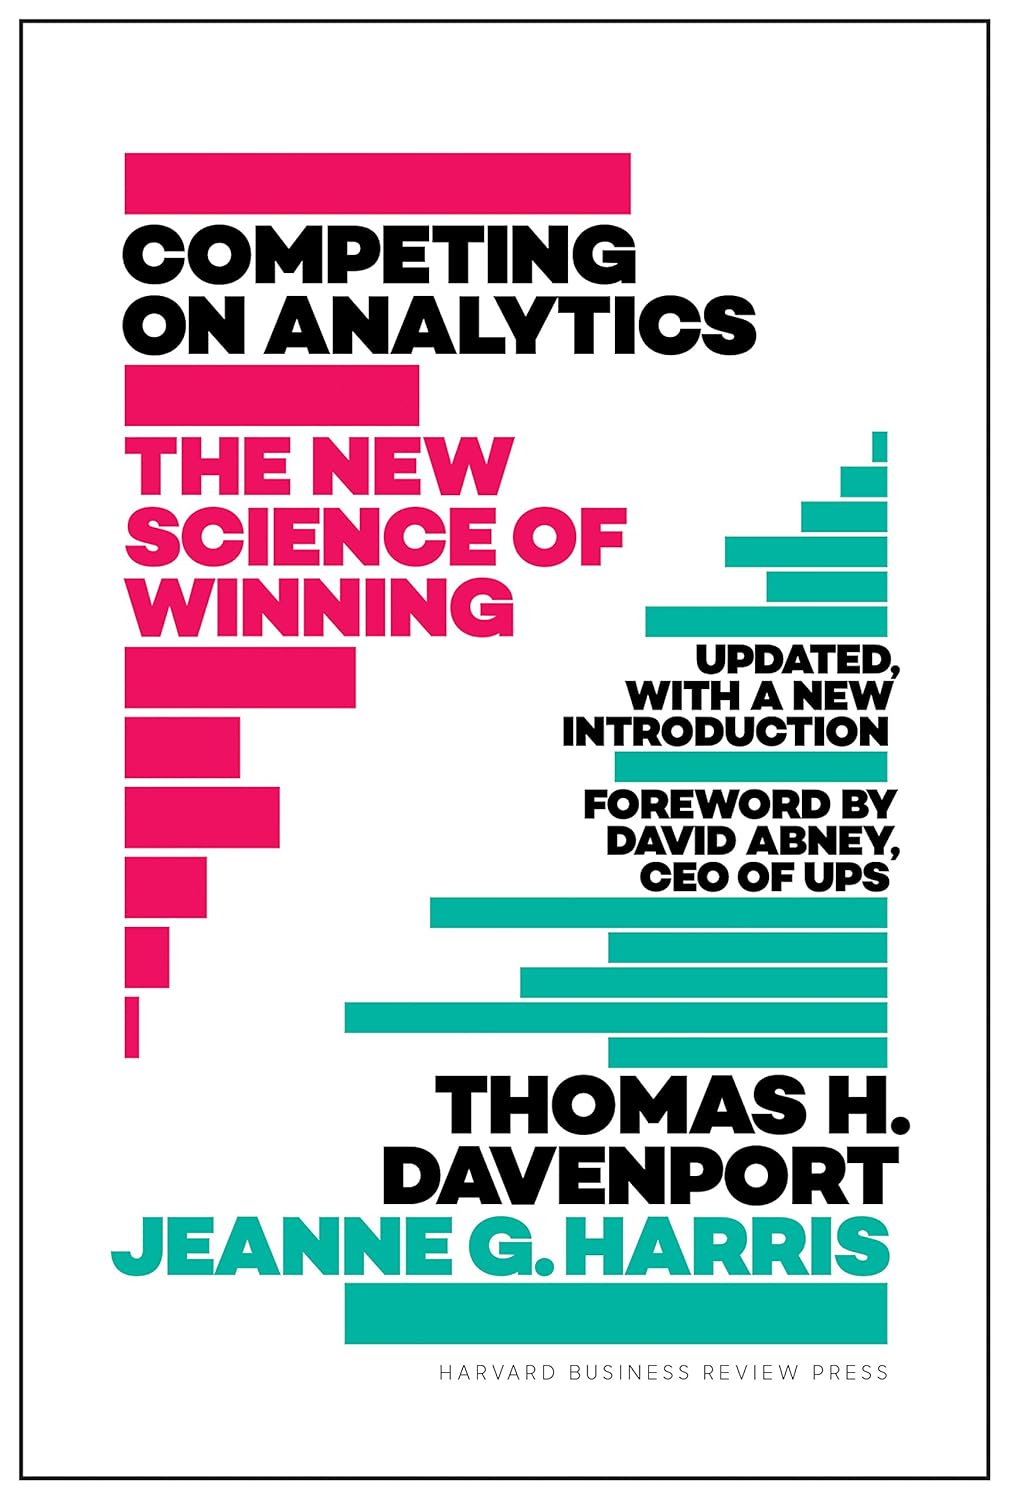 COMPETING
ON ANALYTICS
THE NEW
SCIENCE OF
WINNING
UPDATED,
WITH A NEW
INTRODUCTION
FOREWORD BY
DAVID ABNEY,
CEO OF UPS
THOMAS H.
DAVENPORT
JEANNE G. HARRIS
HARVARD BUSINESS REVIEW PRESS